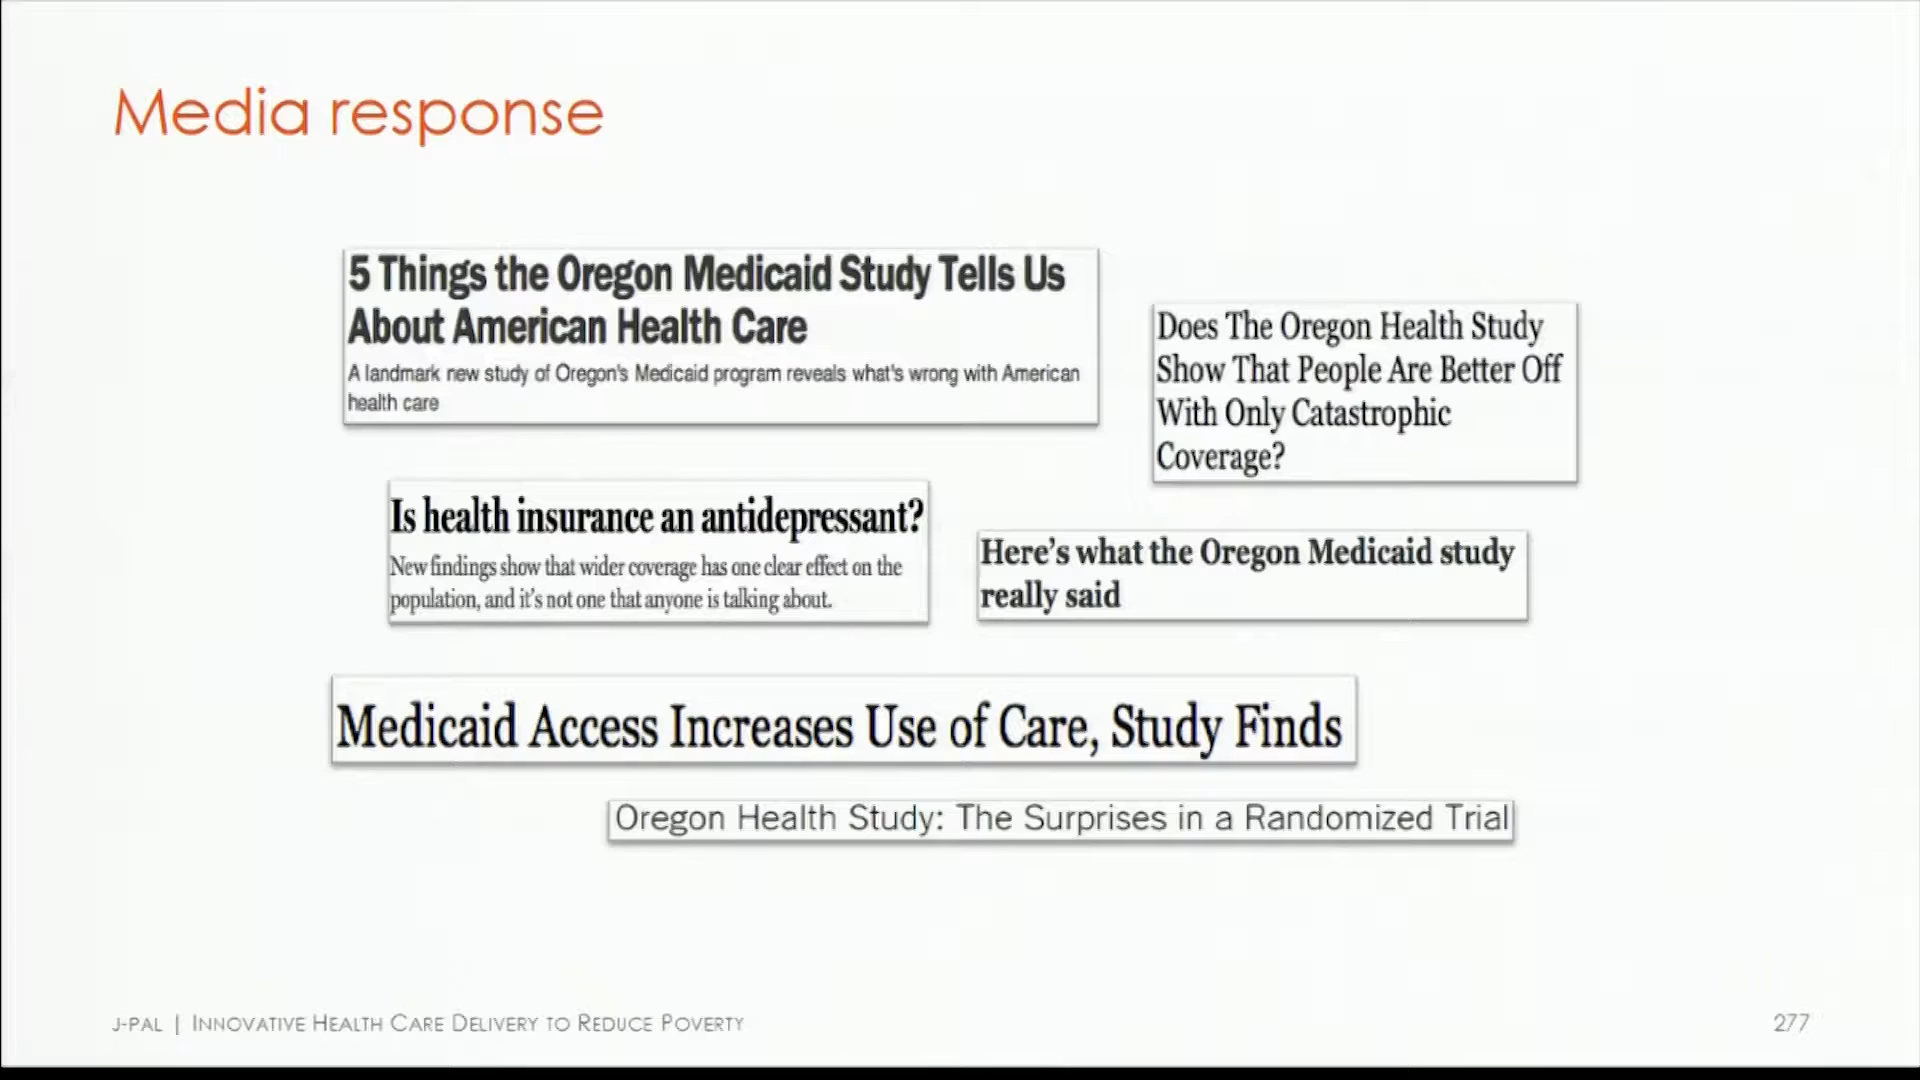 Media response
5 Things the Oregon Medicaid Study Tells Us
About American Health Care
A landmark new study of Oregon's Medicaid program reveals what's wrong with American
health care
Does The Oregon Health Study
Show That People Are Better Off
With Only Catastrophic
Coverage?
Is health insurance an antidepressant?
New findings show that wider coverage has one clear effect on the
population, and it's not one that anyone is talking about.
Here's what the Oregon Medicaid study
really said
Medicaid Access Increases Use of Care, Study Finds
Oregon Health Study: The Surprises in a Randomized Trial
J-PAL | INNOVATIVE HEALTH CARE DELIVERY TO REDUCE POVERTY
277